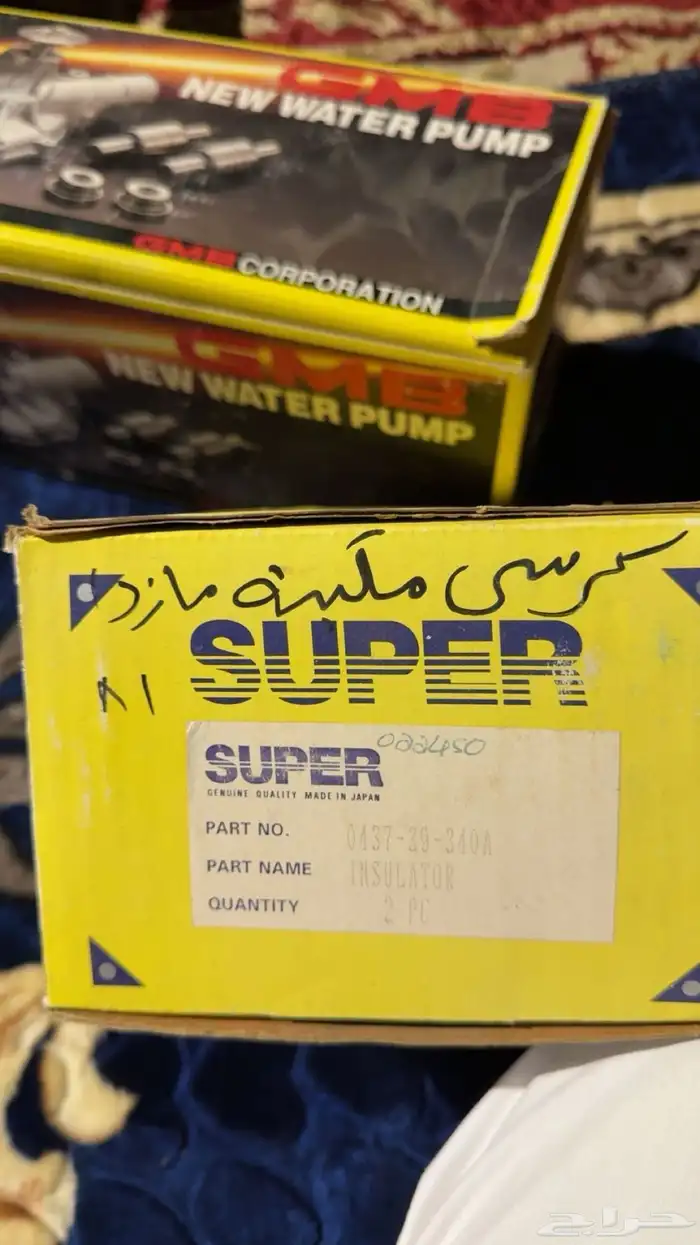 GMB
NEW WATER PUMP
GMB CORPORATION
GMB
NEW WATER PUMP
كرسي مكينه مازدا
٨١
SUPER
SUPER
022450
GENUINE QUALITY MADE IN JAPAN
PART NO. 0437-39-340A
PART NAME INSULATOR
QUANTITY 2 PC
حراج